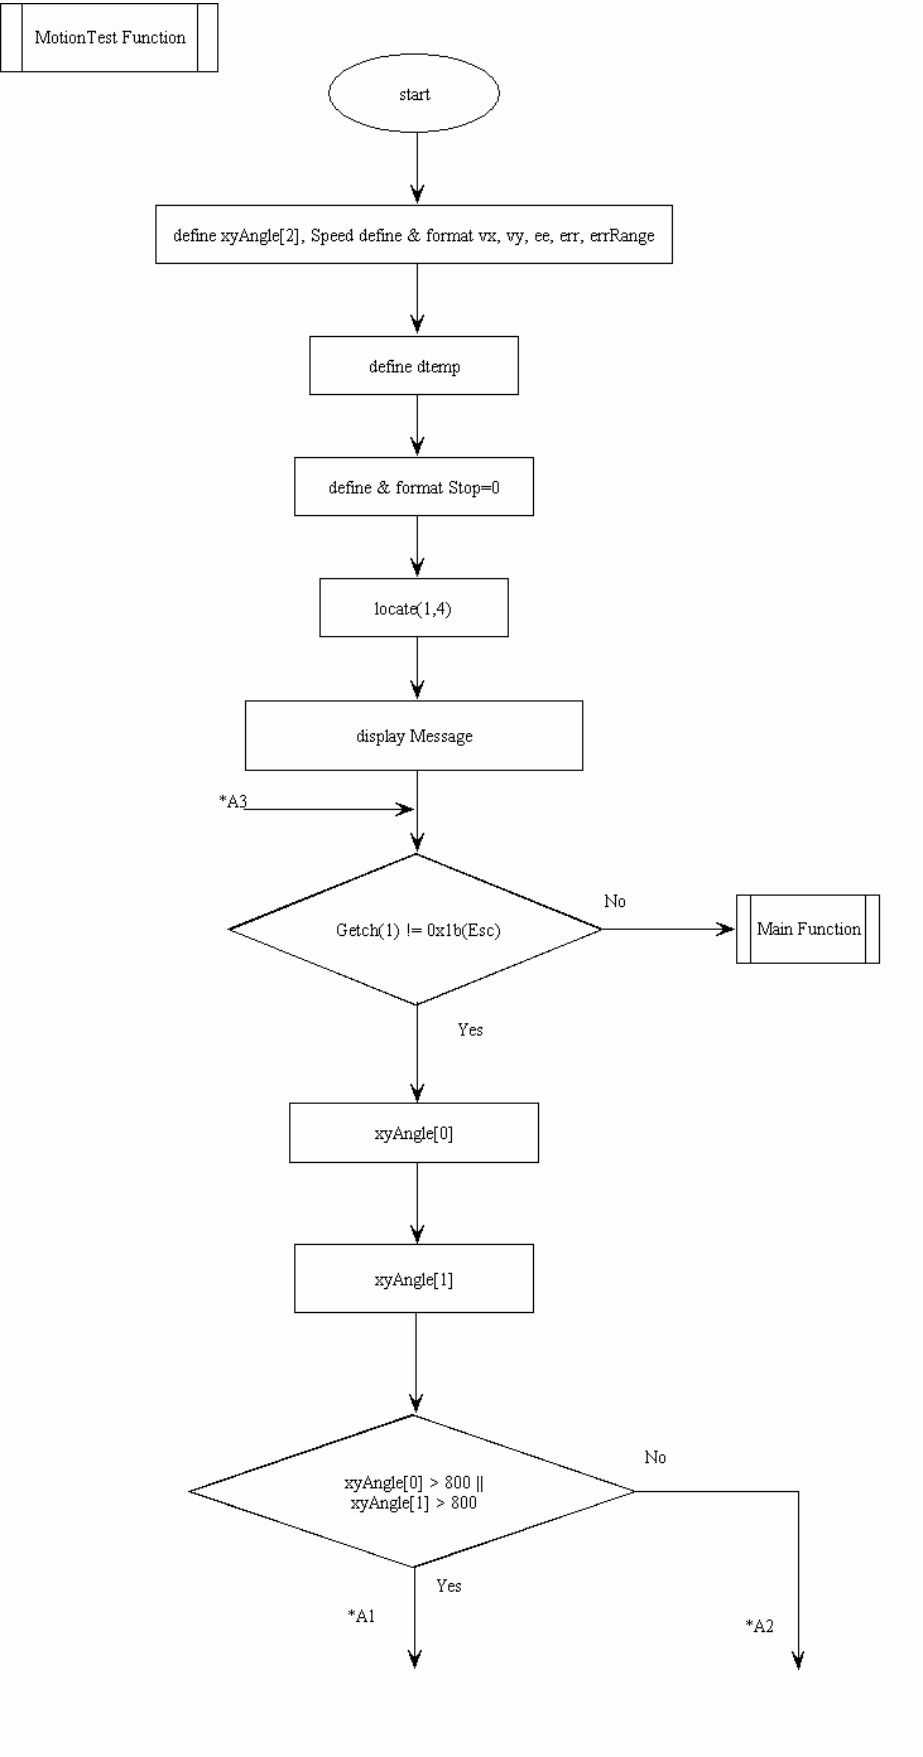 MotionTest Function
start
define xyAngle[2], Speed define & format vx, vy, ee, err, errRange
define dtemp
define & format Stop=0
locate(1,4)
display Message
*A3
Getch(1) != 0x1b(Esc)
No
Main Function
Yes
xyAngle[0]
xyAngle[1]
xyAngle[0] > 800 ||
xyAngle[1] > 800
No
Yes
*A1
*A2